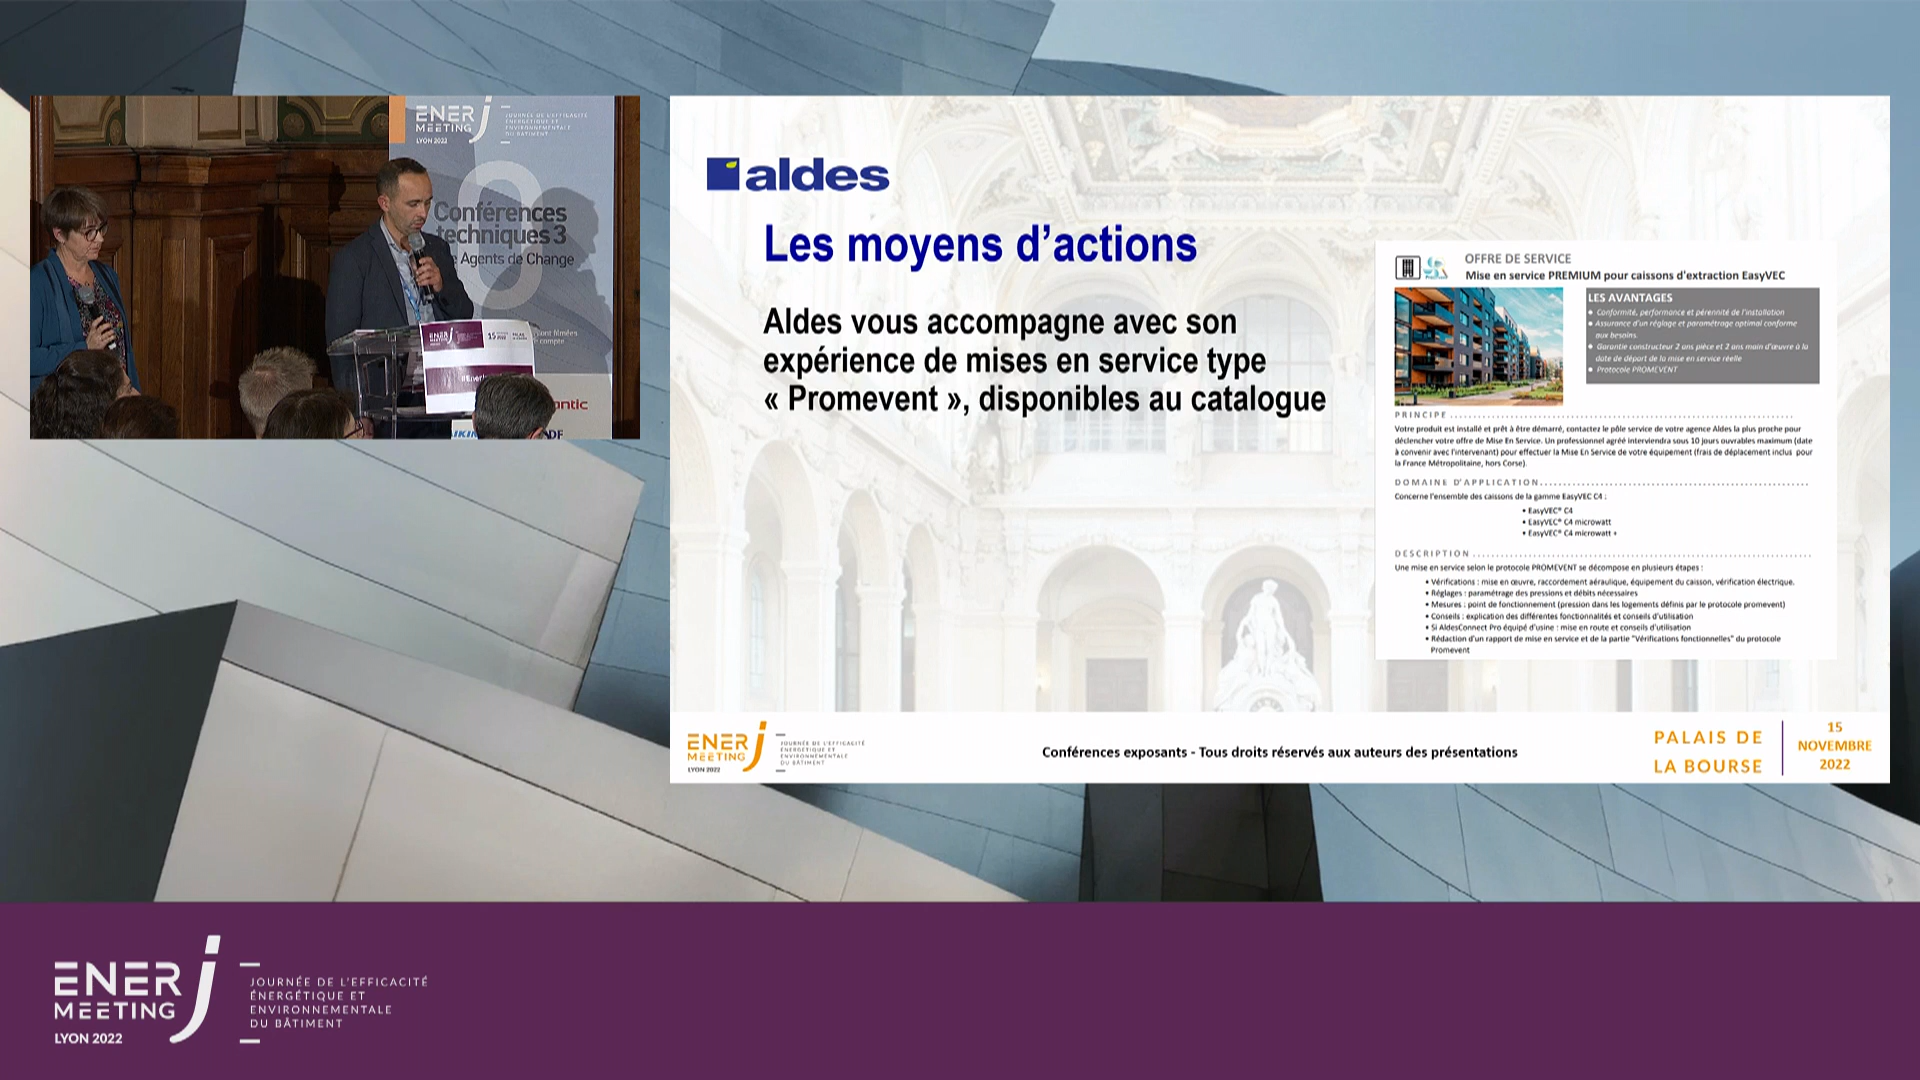 ENERJ
MEETING
LYON 2022
JOURNÉE DE L'EFFICACITÉ
ÉNERGÉTIQUE ET
ENVIRONNEMENTALE
DU BÂTIMENT
Conférences
techniques 3
Agents de Change
aldes
Les moyens d'actions
Aldes vous accompagne avec son
expérience de mises en service type
« Promevent », disponibles au catalogue
OFFRE DE SERVICE
Mise en service PREMIUM pour caissons d'extraction EasyVEC
LES AVANTAGES
● Conformité, performance et pérennité de l'installation
● Assurance d'un réglage et paramétrage optimal conforme
aux besoins
● Garantie constructeur 2 ans pièce et 2 ans main d'œuvre à la
date de départ de la mise en service réelle
● Protocole PROMEVENT
PRINCIPE
Votre produit est installé et prêt à être démarré, contactez le pôle service de votre agence Aldes la plus proche pour
déclencher votre offre de Mise En Service. Un professionnel agréé interviendra sous 10 jours ouvrables maximum (date
à convenir avec l'intervenant) pour effectuer la Mise En Service de votre équipement (frais de déplacement inclus pour
la France Métropolitaine, hors Corse).
DOMAINE D'APPLICATION
Concerne l'ensemble des caissons de la gamme EasyVEC C4 :
• EasyVEC® C4
• EasyVEC® C4 microwatt
• EasyVEC® C4 microwatt +
DESCRIPTION
Une mise en service selon le protocole PROMEVENT se décompose en plusieurs étapes :
• Vérifications : mise en œuvre, raccordement aéraulique, équipement du caisson, vérification électrique.
• Réglages : paramétrage des pressions et débits nécessaires
• Mesures : point de fonctionnement (pression dans les logements définis par le protocole promevent)
• Conseils : explication des différentes fonctionnalités et conseils d'utilisation
• Si AldesConnect Pro équipé d'usine : mise en route et conseils d'utilisation
• Rédaction d'un rapport de mise en service et de la partie "Vérifications fonctionnelles" du protocole
Promevent
ENERJ
MEETING
LYON 2022
JOURNÉE DE L'EFFICACITÉ
ÉNERGÉTIQUE ET
ENVIRONNEMENTALE
DU BÂTIMENT
Conférences exposants - Tous droits réservés aux auteurs des présentations
PALAIS DE
LA BOURSE
15
NOVEMBRE
2022
ENERJ
MEETING
LYON 2022
JOURNÉE DE L'EFFICACITÉ
ÉNERGÉTIQUE ET
ENVIRONNEMENTALE
DU BÂTIMENT